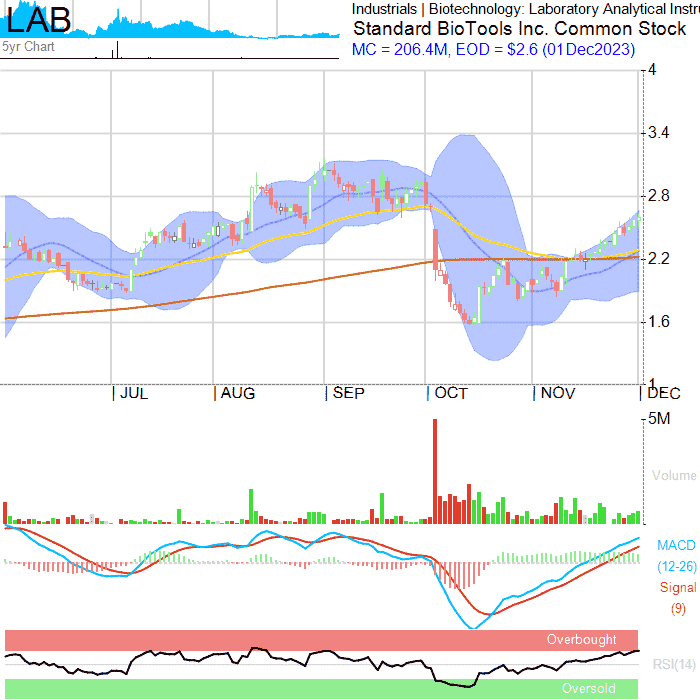 LAB
5yr Chart
Industrials | Biotechnology: Laboratory Analytical Instru
Standard BioTools Inc. Common Stock
MC = 206.4M, EOD = $2.6 (01Dec2023)
4
3.4
2.8
2.2
1.6
1
JUL
AUG
SEP
OCT
NOV
DEC
5M
Volume
MACD
(12-26)
Signal
(9)
Overbought
RSI(14)
Oversold